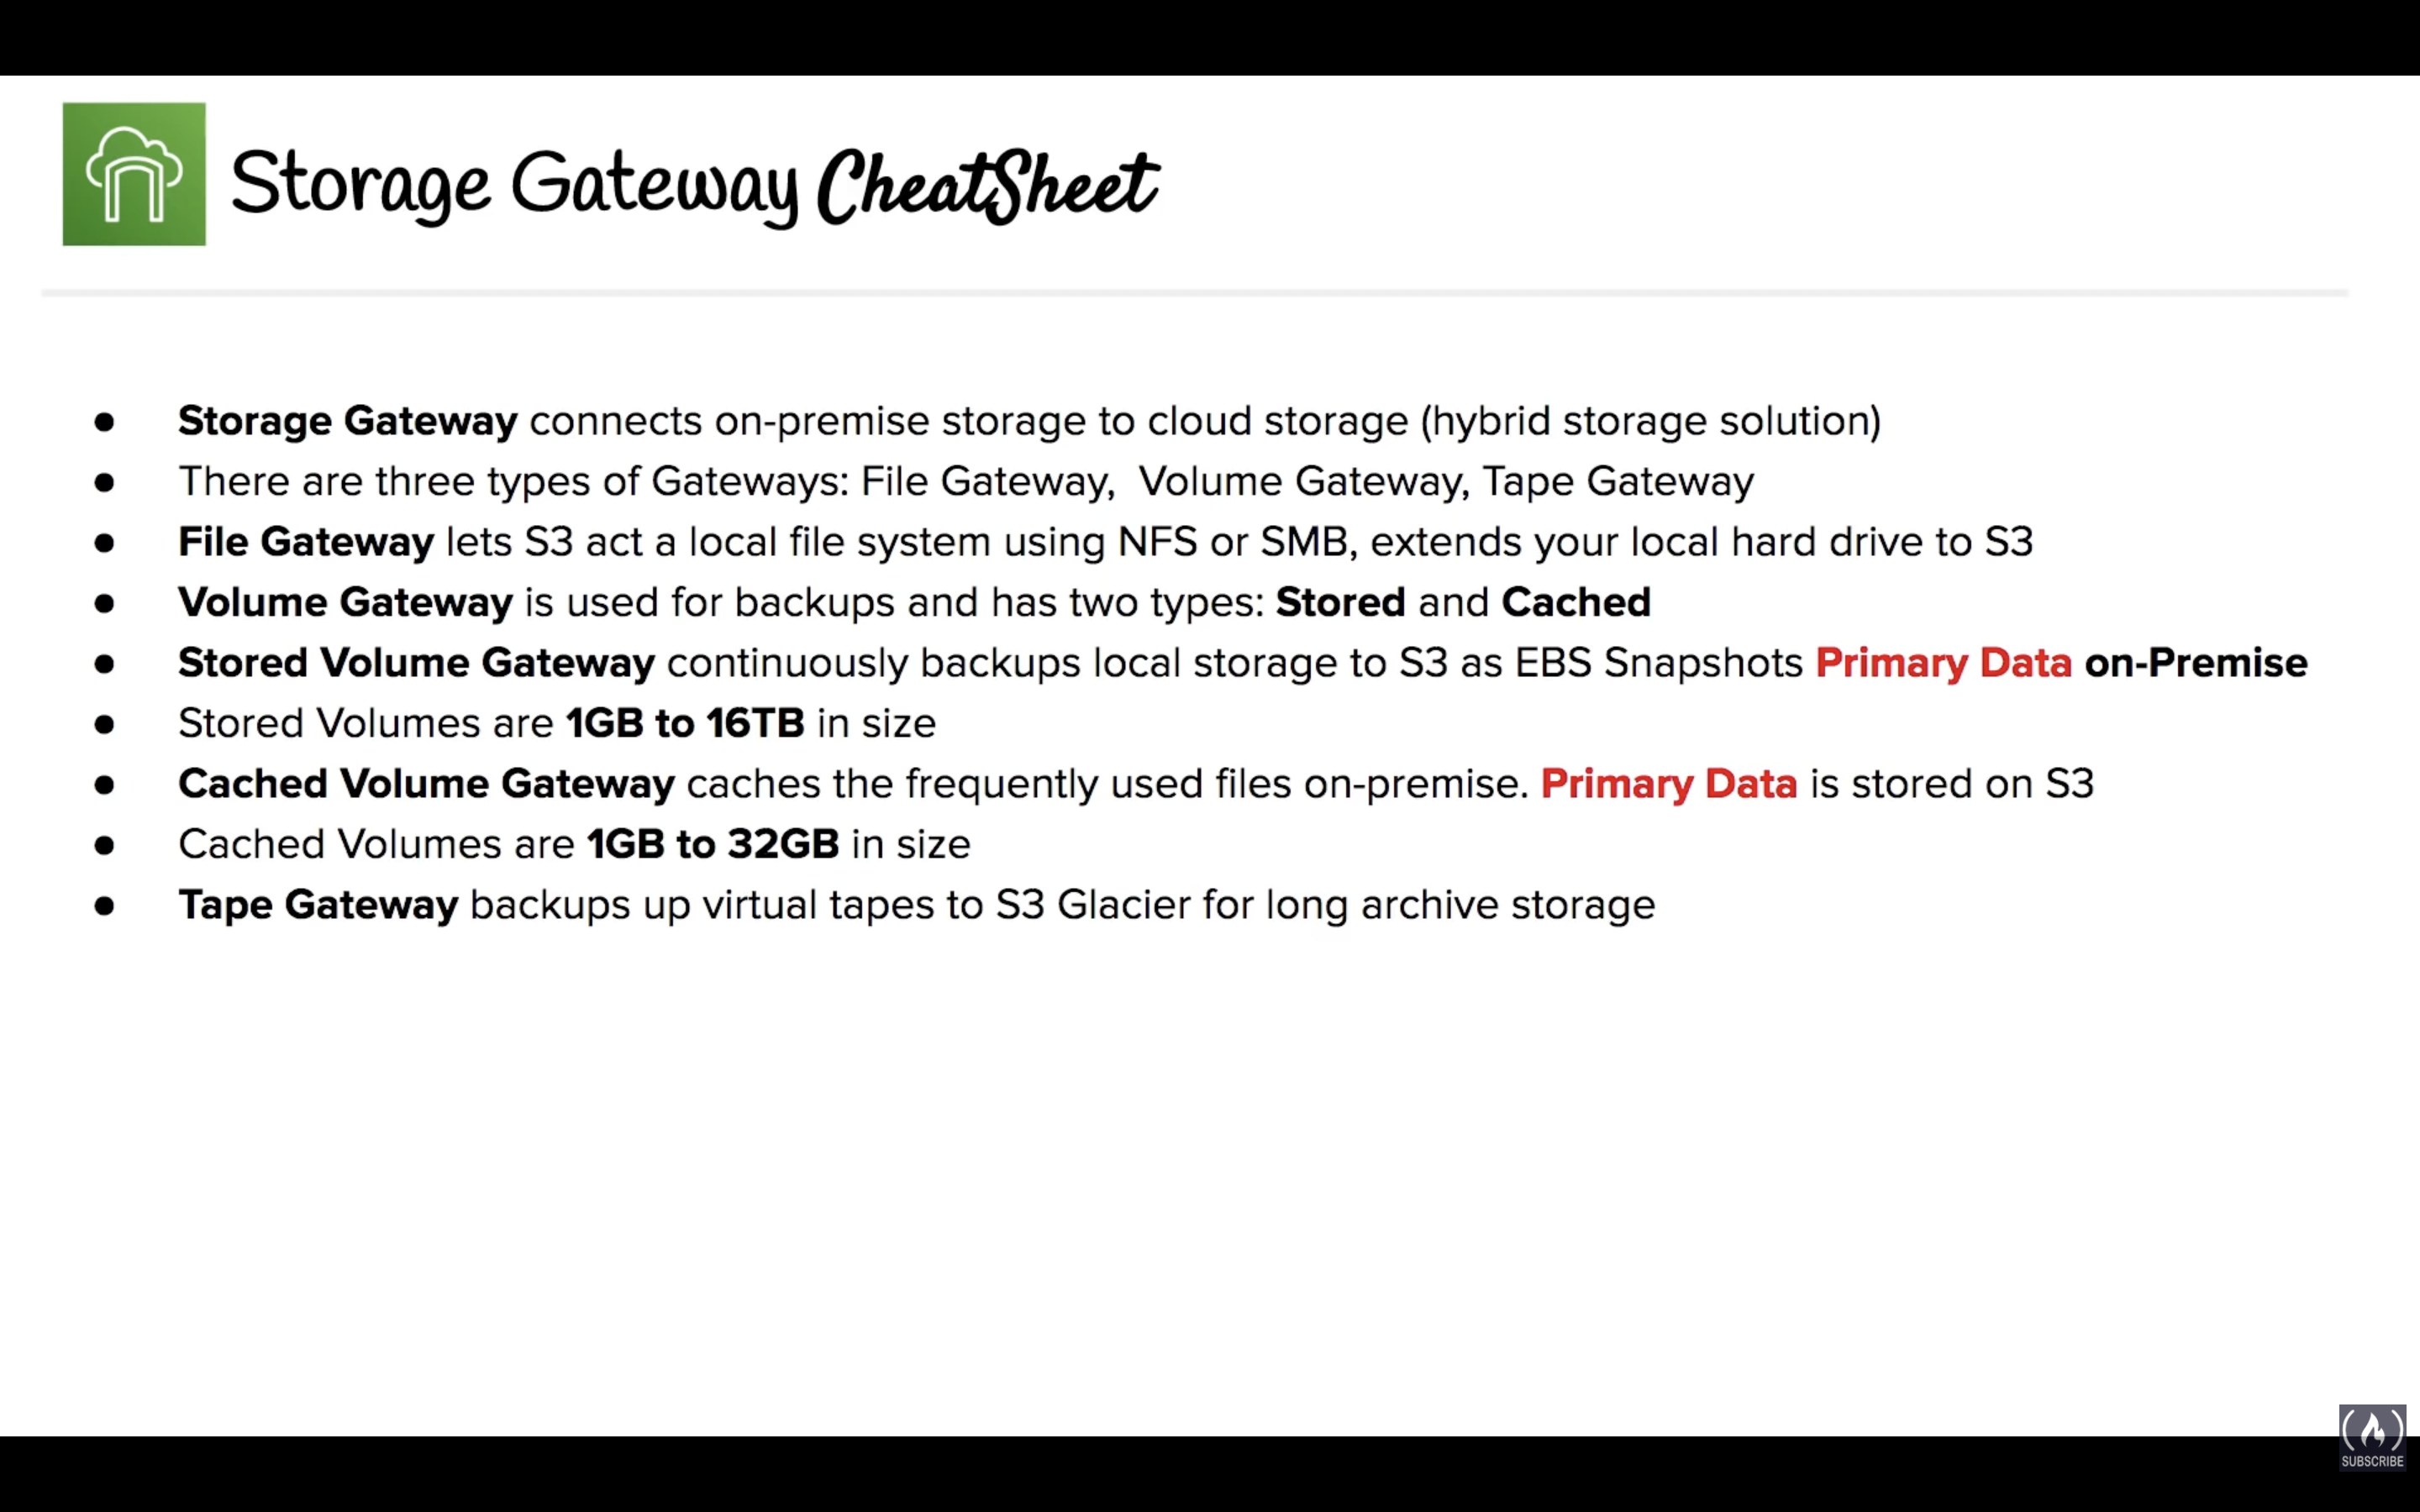 Storage Gateway CheatSheet
● Storage Gateway connects on-premise storage to cloud storage (hybrid storage solution)
● There are three types of Gateways: File Gateway,  Volume Gateway, Tape Gateway
● File Gateway lets S3 act a local file system using NFS or SMB, extends your local hard drive to S3
● Volume Gateway is used for backups and has two types: Stored and Cached
● Stored Volume Gateway continuously backups local storage to S3 as EBS Snapshots Primary Data on-Premise
● Stored Volumes are 1GB to 16TB in size
● Cached Volume Gateway caches the frequently used files on-premise. Primary Data is stored on S3
● Cached Volumes are 1GB to 32GB in size
● Tape Gateway backups up virtual tapes to S3 Glacier for long archive storage
SUBSCRIBE